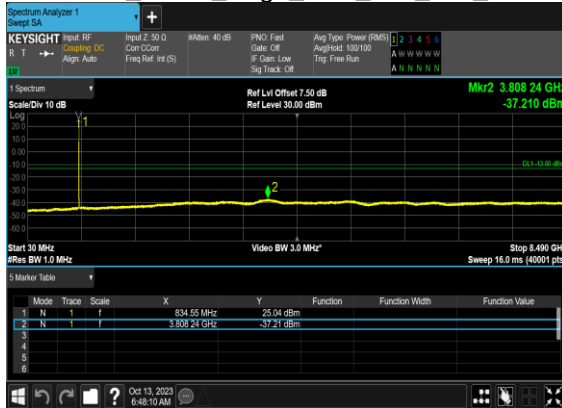 Spectrum Analyzer 1
Swept SA
+
KEYSIGHT Input: RF Input Z: 50 Ω #Atten: 40 dB PNO: Fast Avg Type: Power (RMS) 1 2 3 4 5 6
R T Coupling: DC Corr CCorr Gate: Off Avg|Hold: 100/100 A W W W W W
Align: Auto Freq Ref: Int (S) IF Gain: Low Trig: Free Run
LU Sig Track: Off A N N N N N
1 Spectrum Ref Lvl Offset 7.50 dB Mkr2 3.808 24 GHz
Scale/Div 10 dB Ref Level 30.00 dBm -37.210 dBm
Log
20.0
10.0
0.00
-10.0
-20.0
-30.0
-40.0
-50.0
-60.0
1
DL1 -13.00 dB
2
Start 30 MHz Video BW 3.0 MHz* Stop 8.490 GH
#Res BW 1.0 MHz Sweep 16.0 ms (40001 pts
5 Marker Table
Mode Trace Scale X Y Function Function Width Function Value
1 N 1 f 834.55 MHz 25.04 dBm
2 N 1 f 3.808 24 GHz -37.21 dBm
3
4
5
6
? Oct 13, 2023
6:48:10 AM